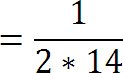 = 1 / (2 * 14)